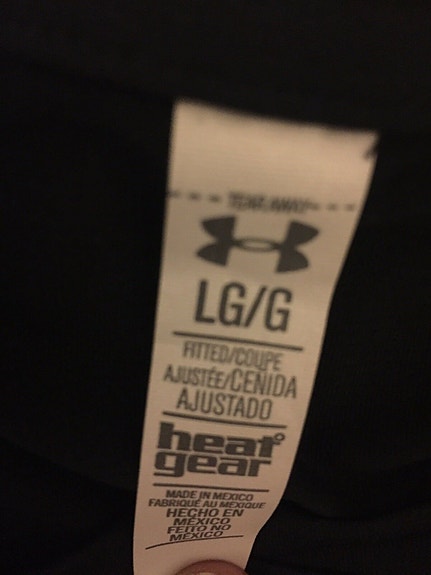 TEAR AWAY
LG/G
FITTED/COUPE
AJUSTÉE/CEÑIDA
AJUSTADO
heat
gear
MADE IN MEXICO
FABRIQUÉ AU MEXIQUE
HECHO EN
MÉXICO
FEITO NO
MÉXICO